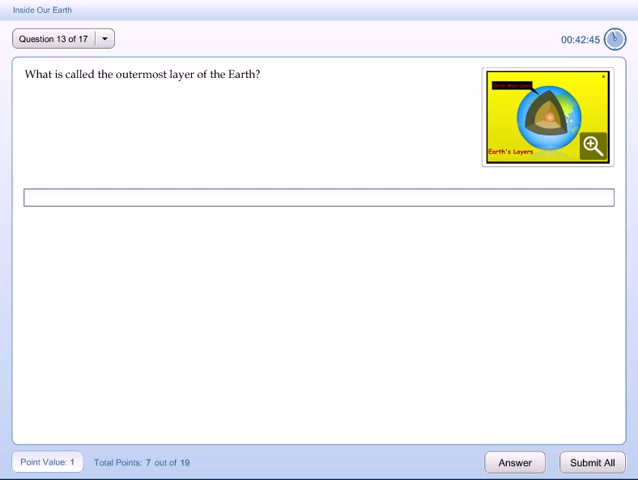 Inside Our Earth
Question 13 of 17
00:42:45
What is called the outermost layer of the Earth?
Earth's Layers
Point Value: 1
Total Points: 7 out of 19
Answer
Submit All